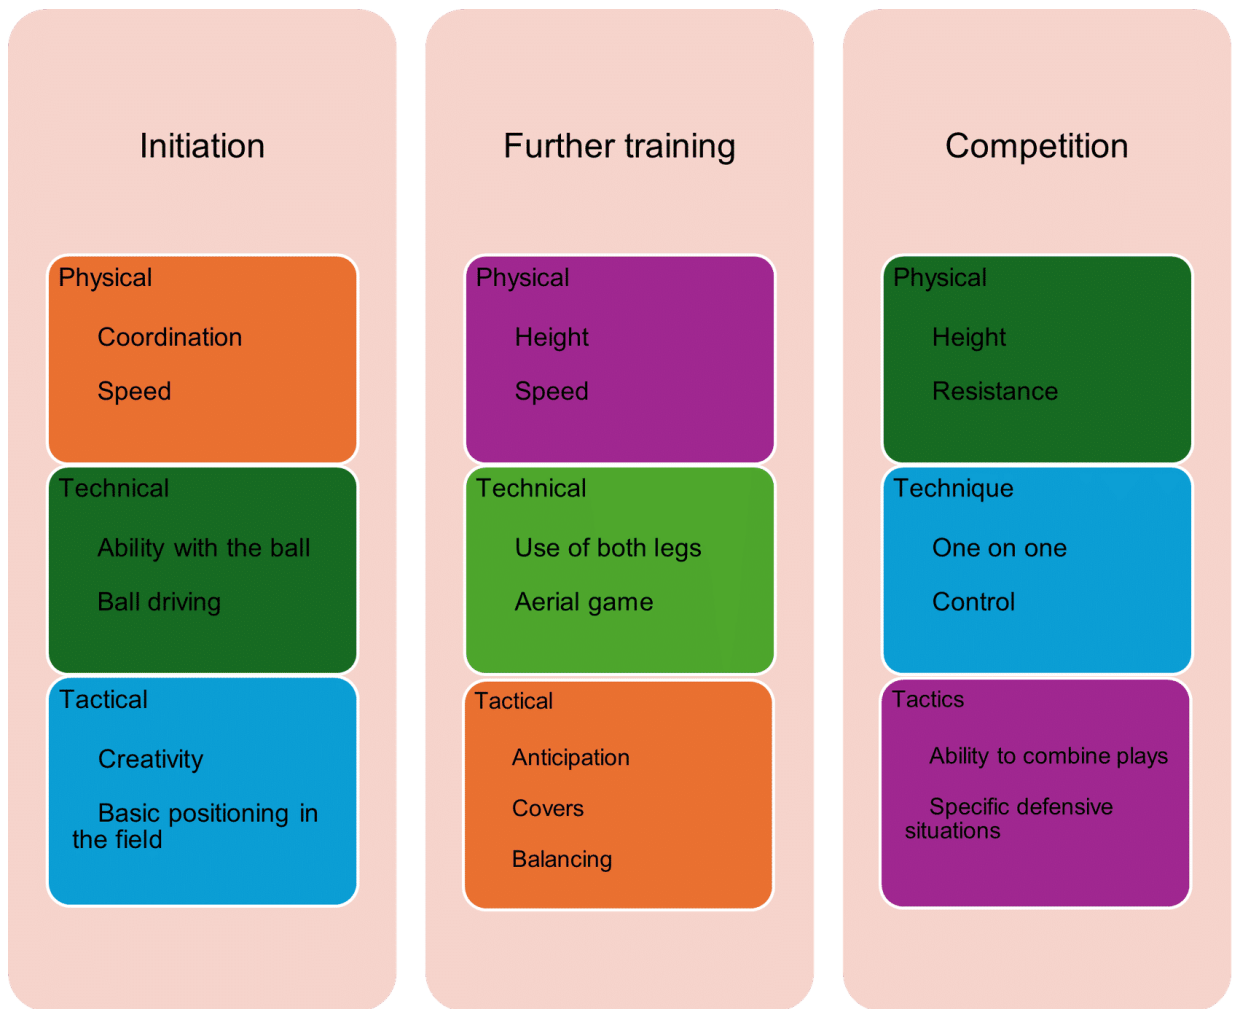 Initiation
Physical
Coordination
Speed
Technical
Ability with the ball
Ball driving
Tactical
Creativity
Basic positioning in
the field
Further training
Physical
Height
Speed
Technical
Use of both legs
Aerial game
Tactical
Anticipation
Covers
Balancing
Competition
Physical
Height
Resistance
Technique
One on one
Control
Tactics
Ability to combine plays
Specific defensive
situations